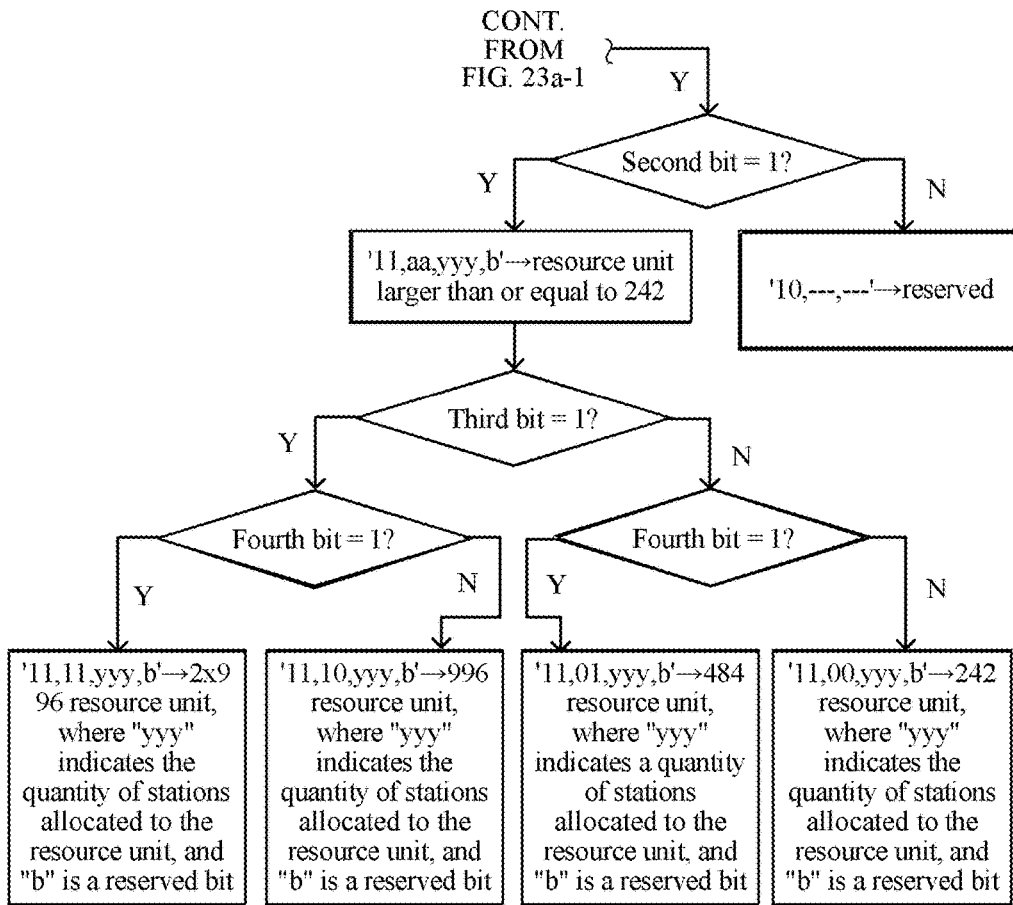 CONT.
FROM
FIG. 23a-1
Y
Second bit = 1?
Y
N
'11,aa,yyy,b'→resource unit
larger than or equal to 242
'10,---,---'→reserved
Third bit = 1?
Y
N
Fourth bit = 1?
Fourth bit = 1?
Y
N
Y
N
'11,11,yyy,b'→2x9
96 resource unit,
where "yyy"
indicates the
quantity of stations
allocated to the
resource unit, and
"b" is a reserved bit
'11,10,yyy,b'→996
resource unit,
where "yyy"
indicates the
quantity of stations
allocated to the
resource unit, and
"b" is a reserved bit
'11,01,yyy,b'→484
resource unit,
where "yyy"
indicates a quantity
of stations
allocated to the
resource unit, and
"b" is a reserved bit
'11,00,yyy,b'→242
resource unit,
where "yyy"
indicates the
quantity of stations
allocated to the
resource unit, and
"b" is a reserved bit